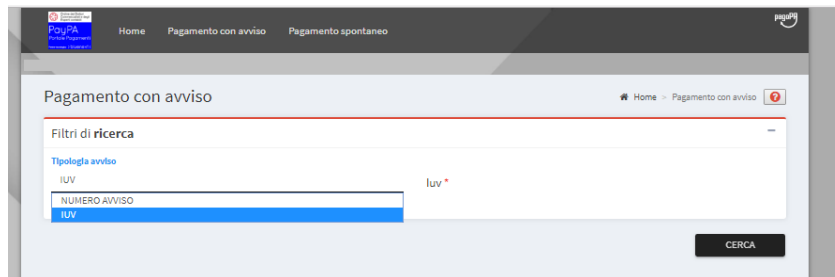 PayPA
Portale Pagamenti
Home Pagamento con avviso Pagamento spontaneo
pagoPA
Pagamento con avviso
Home > Pagamento con avviso ?
Filtri di ricerca
Tipologia avviso
IUV
Iuv *
NUMERO AVVISO
IUV
CERCA